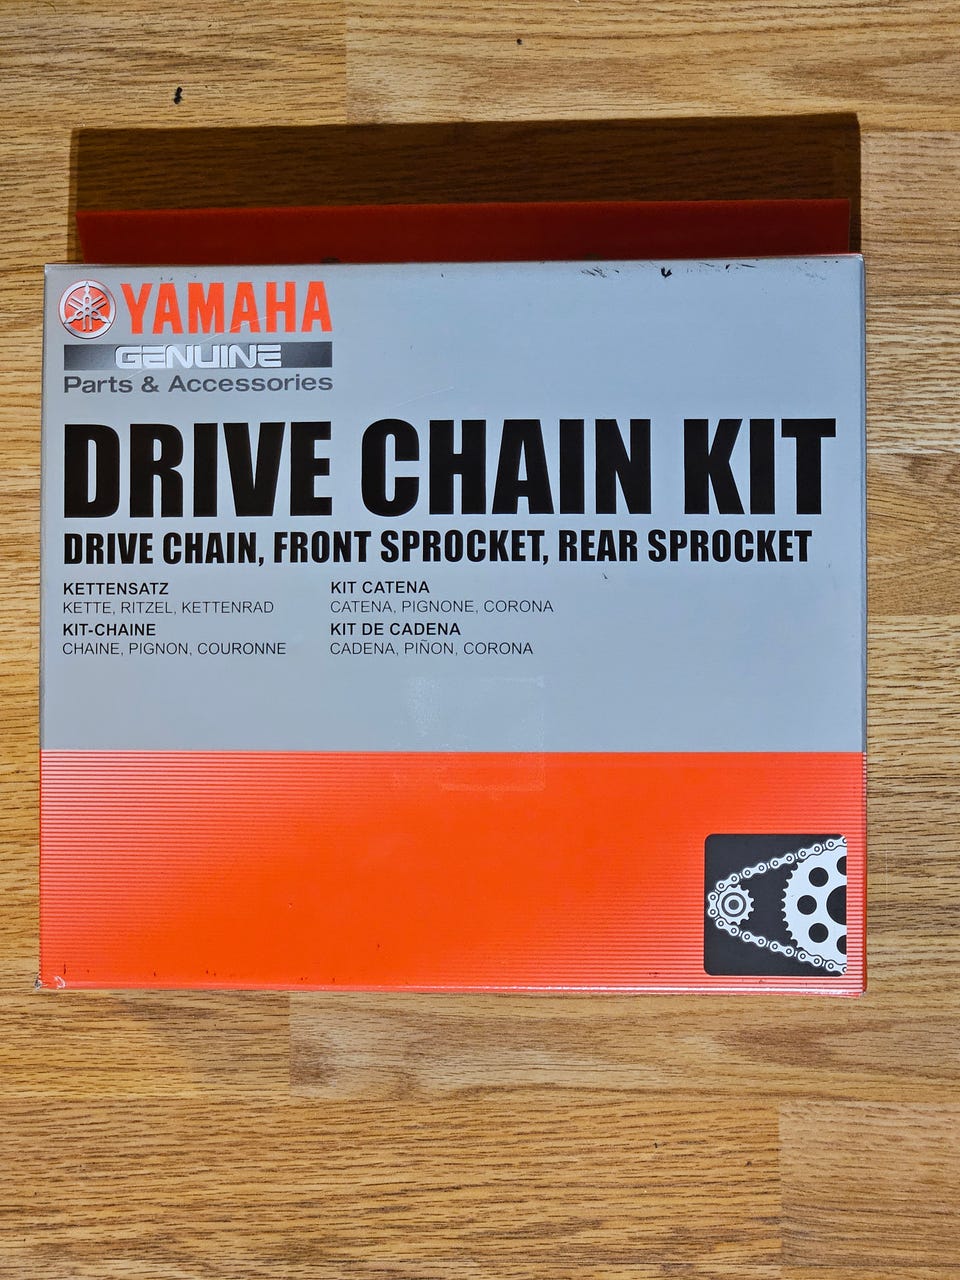 YAMAHA
GENUINE
Parts & Accessories
DRIVE CHAIN KIT
DRIVE CHAIN, FRONT SPROCKET, REAR SPROCKET
KETTENSATZ
KETTE, RITZEL, KETTENRAD
KIT-CHAINE
CHAINE, PIGNON, COURONNE
KIT CATENA
CATENA, PIGNONE, CORONA
KIT DE CADENA
CADENA, PIÑON, CORONA